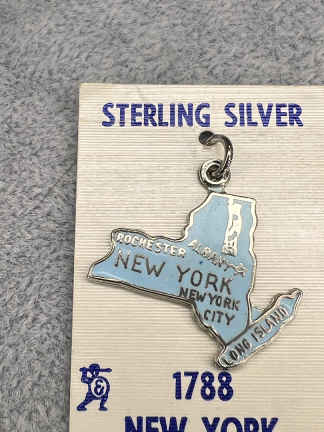 STERLING SILVER
ROCHESTER
ALBANY
NEW YORK
NEW YORK
CITY
LONG ISLAND
1788
NEW YORK